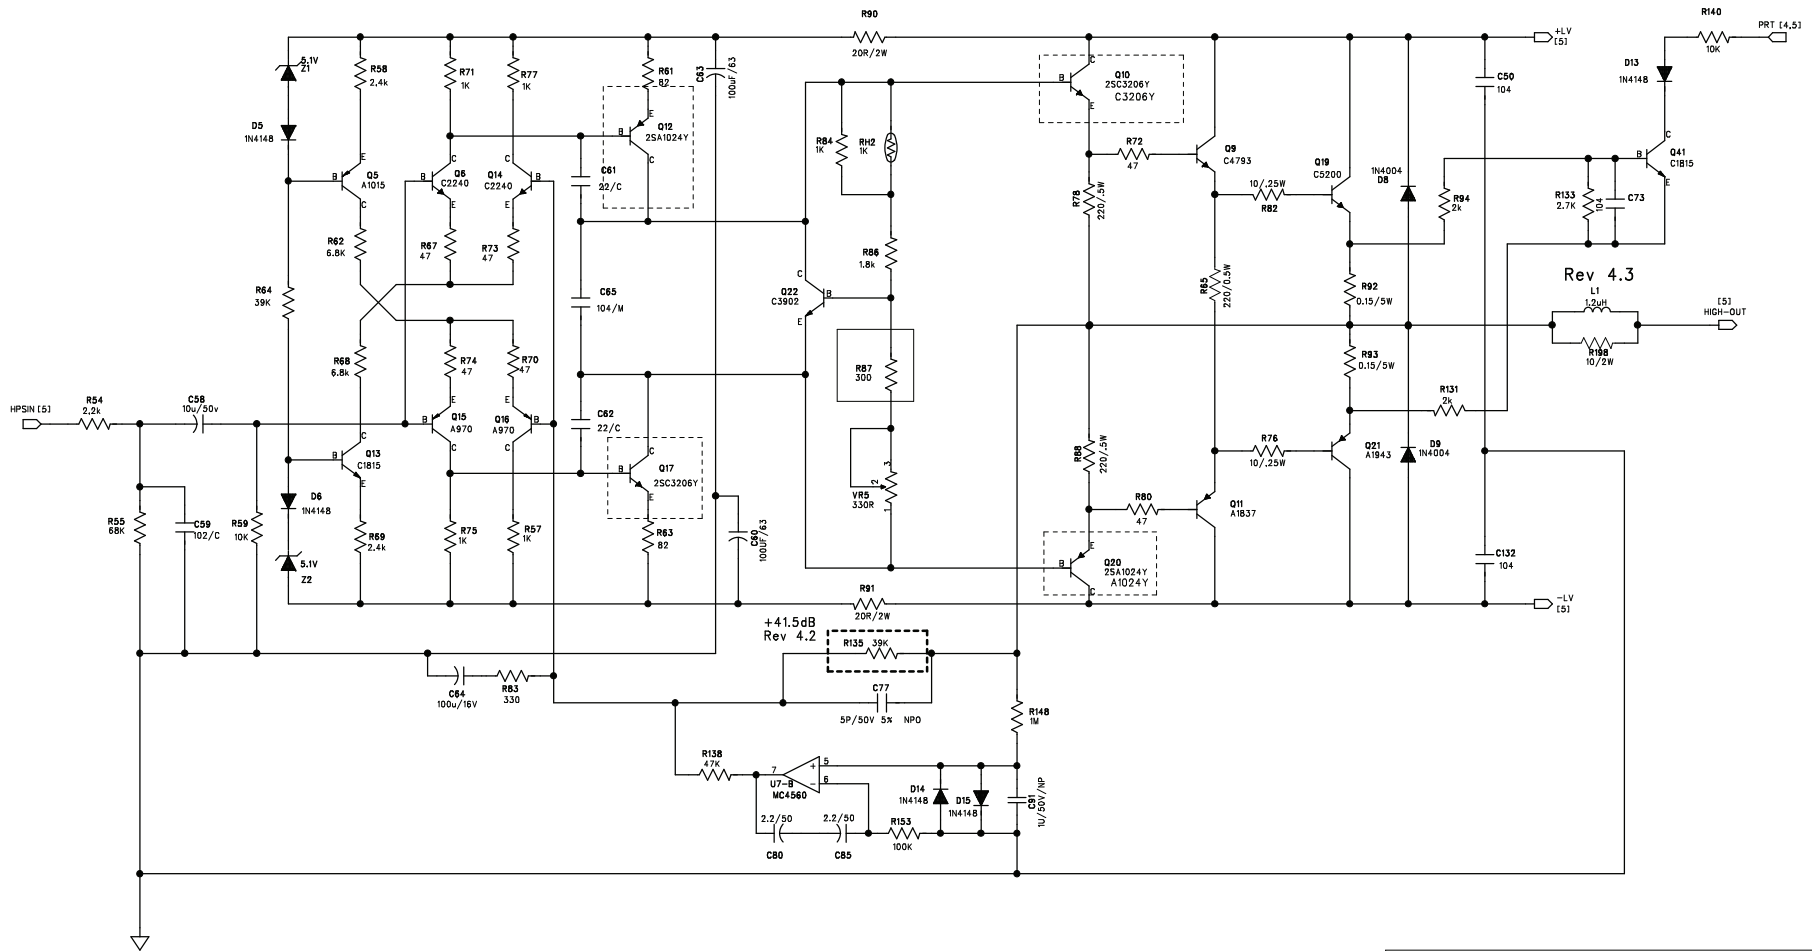 R90
20R/2W
+LV
[5]
R140
10K
PRT [4,5]
5.1V
Z1
R58
2.4k
R71
1K
R77
1K
R61
82
C63
100uF/63
B
C
E
Q10
2SC3206Y
C3206Y
C50
104
D13
1N4148
D5
1N4148
E
B
C
Q5
A1015
C
Q6
C2240
E
C
Q14
C2240
B
E
E
B
C
Q12
2SA1024Y
C61
22/C
R84
1K
RH2
1K
R72
47
Q9
C4793
R78
220/.5W
10/.25W
R82
Q19
C5200
1N4004
D8
R94
2k
R133
2.7K
104
C73
C
B
E
Q41
C1815
R62
6.8K
R67
47
R73
47
R86
1.8k
R64
39K
C65
104/M
C
Q22
C3902
B
E
R65
220/0.5W
R92
0.15/5W
Rev 4.3
L1
1.2uH
R198
10/2W
[5]
HIGH-OUT
R68
6.8k
R74
47
R70
47
R87
300
R93
0.15/5W
R131
2k
HPSIN [5]
R54
2.2k
C58
10u/50v
C
B
E
Q13
C1815
B
E
Q15
A970
C
E
Q16
A970
B
C
C62
22/C
C
B
E
Q17
2SC3206Y
3
2
1
VR5
330R
R88
220/.5W
R76
10/.25W
Q21
A1943
D9
1N4004
R80
47
Q11
A1837
R55
68K
C59
102/C
R59
10K
D6
1N4148
5.1V
Z2
R69
2.4k
R75
1K
R57
1K
R63
82
C60
100UF/63
E
B
C
Q20
2SA1024Y
A1024Y
C132
104
R91
20R/2W
-LV
[5]
+41.5dB
Rev 4.2
R135
39K
C64
100u/16V
R83
330
C77
5P/50V 5% NPO
R148
1M
R138
47K
7
+
5
-
6
U7-B
MC4560
D14
1N4148
D15
1N4148
C91
1U/50V/NP
2.2/50
C80
2.2/50
C85
R153
100K